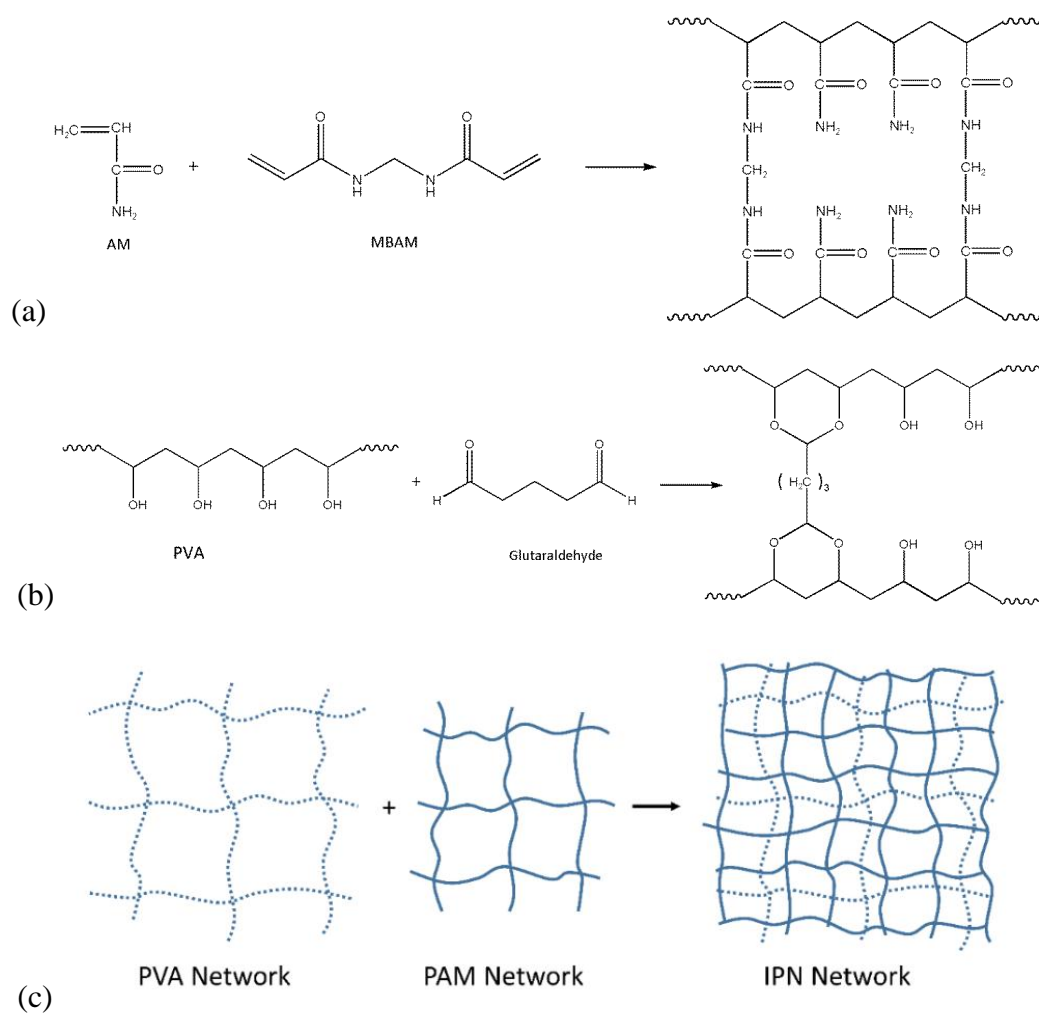 H₂C CH
C O
NH₂
AM
+
O O
N H N H
MBAM
C O C O C O C O
NH NH₂ NH₂ NH
CH₂ CH₂
NH NH₂ NH₂ NH
C O C O C O C O
(a)
OH OH OH OH
PVA
+
O O
H H
Glutaraldehyde
O O OH OH
( H₂C )₃
O O OH OH
(b)
+
PVA Network PAM Network IPN Network
(c)